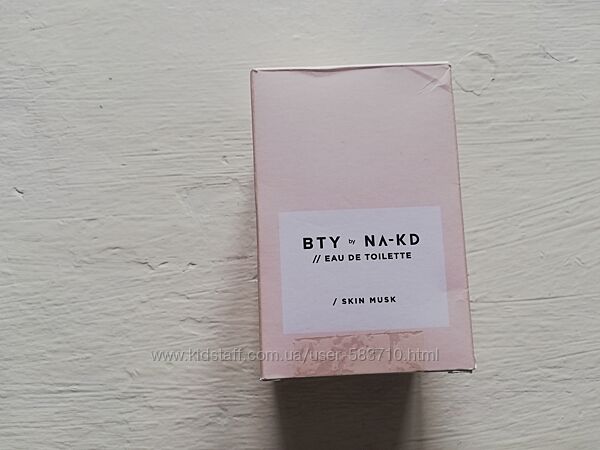 BTY by NA-KD
// EAU DE TOILETTE
/ SKIN MUSK
www.kidstaff.com.ua/user-583710.html